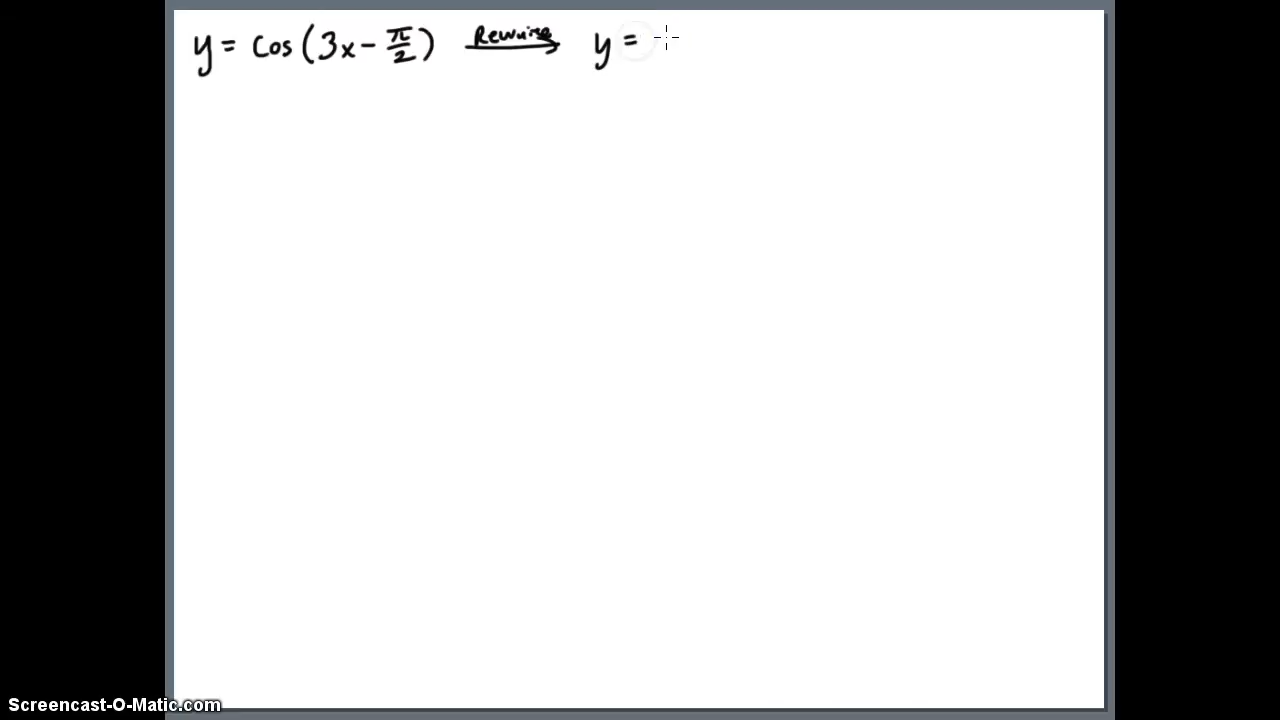 y = cos(3x - π/2) Rewrite y =
Screencast-O-Matic.com